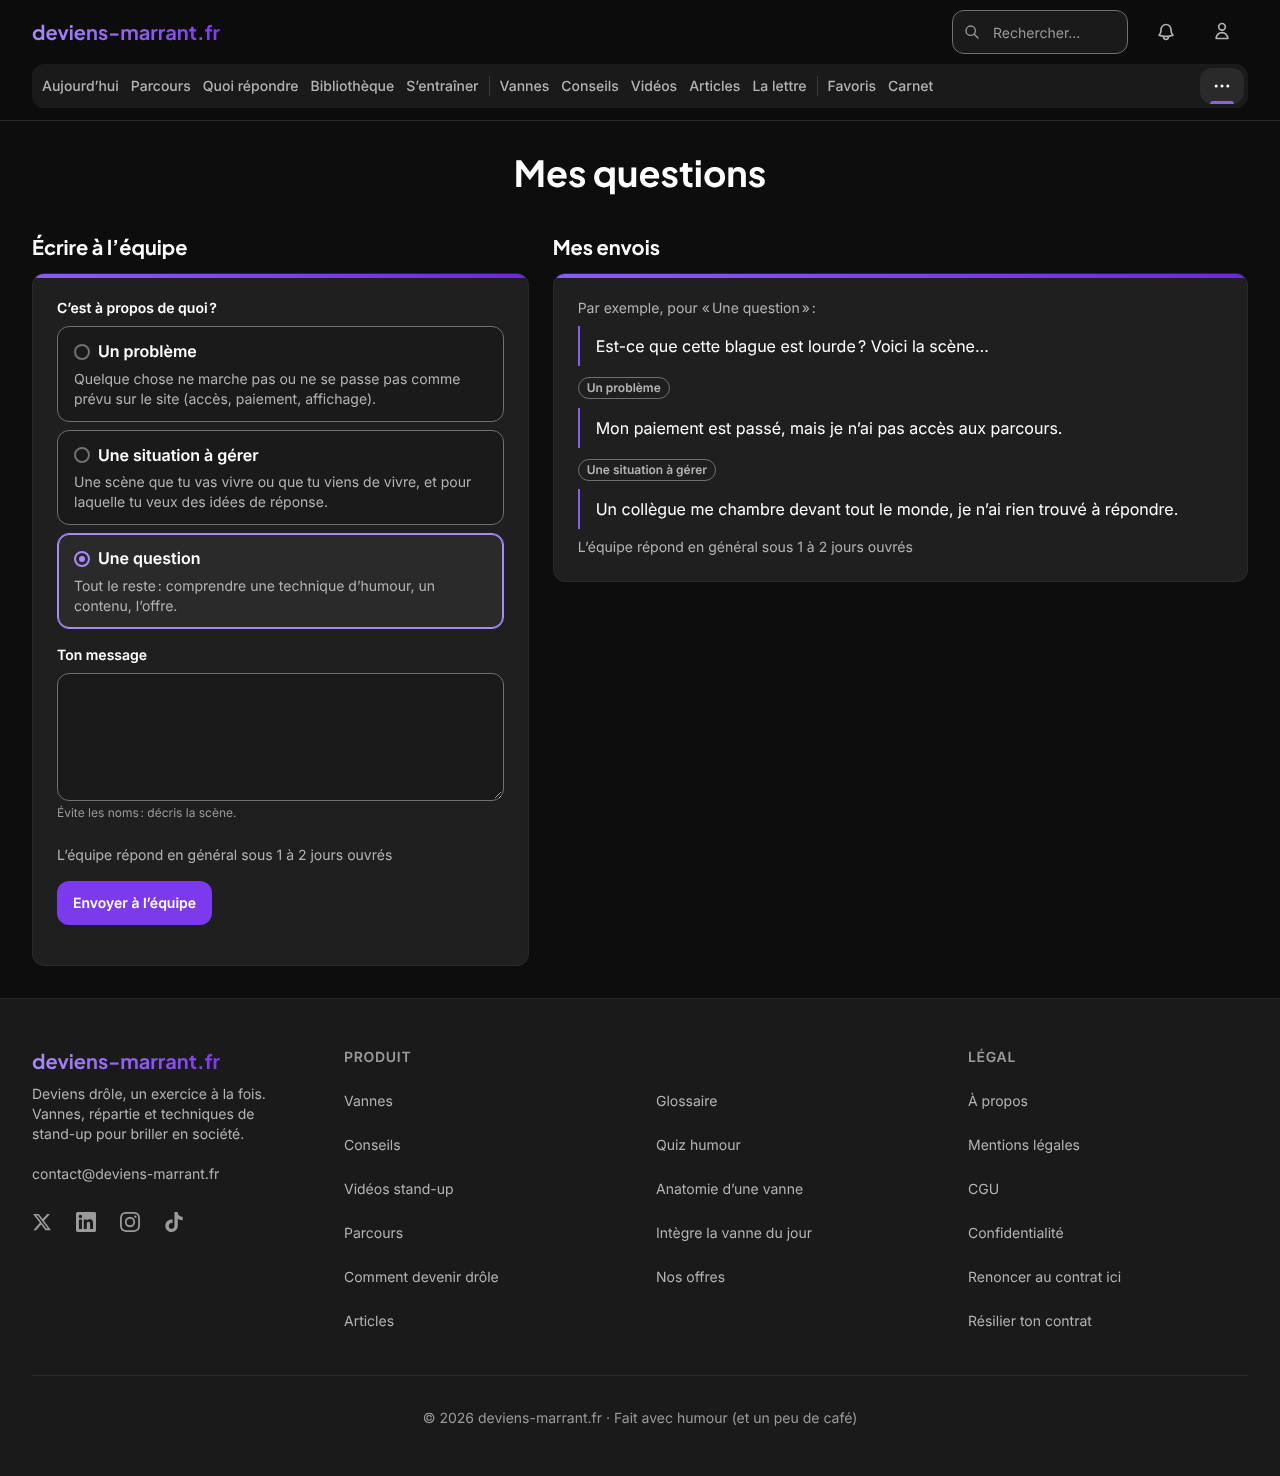 deviens-marrant.fr
Rechercher...
Aujourd’hui Parcours Quoi répondre Bibliothèque S’entraîner Vannes Conseils Vidéos Articles La lettre Favoris Carnet
Mes questions
Écrire à l’équipe
C’est à propos de quoi ?
Un problème
Quelque chose ne marche pas ou ne se passe pas comme
prévu sur le site (accès, paiement, affichage).
Une situation à gérer
Une scène que tu vas vivre ou que tu viens de vivre, et pour
laquelle tu veux des idées de réponse.
Une question
Tout le reste : comprendre une technique d’humour, un
contenu, l’offre.
Ton message
Évite les noms : décris la scène.
L’équipe répond en général sous 1 à 2 jours ouvrés
Envoyer à l’équipe
Mes envois
Par exemple, pour « Une question » :
Est-ce que cette blague est lourde ? Voici la scène…
Un problème
Mon paiement est passé, mais je n’ai pas accès aux parcours.
Une situation à gérer
Un collègue me chambre devant tout le monde, je n’ai rien trouvé à répondre.
L’équipe répond en général sous 1 à 2 jours ouvrés
deviens-marrant.fr
Deviens drôle, un exercice à la fois.
Vannes, répartie et techniques de
stand-up pour briller en société.
contact@deviens-marrant.fr
PRODUIT
Vannes
Conseils
Vidéos stand-up
Parcours
Comment devenir drôle
Articles
Glossaire
Quiz humour
Anatomie d’une vanne
Intègre la vanne du jour
Nos offres
LÉGAL
À propos
Mentions légales
CGU
Confidentialité
Renoncer au contrat ici
Résilier ton contrat
© 2026 deviens-marrant.fr · Fait avec humour (et un peu de café)